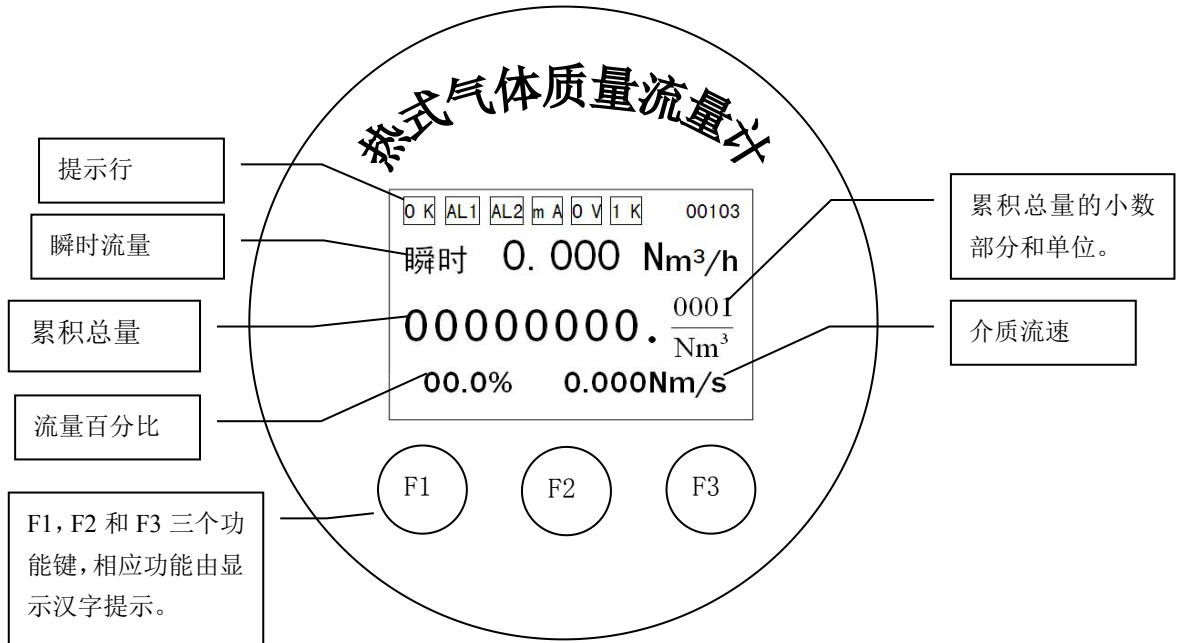 热式气体质量流量计
提示行
瞬时流量
累积总量
流量百分比
F1，F2 和 F3 三个功
能键，相应功能由显
示汉字提示。
O K AL1 AL2 m A O V 1 K 00103
瞬时 0.000 Nm³/h
00000000. 0001
Nm³
00.0% 0.000Nm/s
F1 F2 F3
累积总量的小数
部分和单位。
介质流速